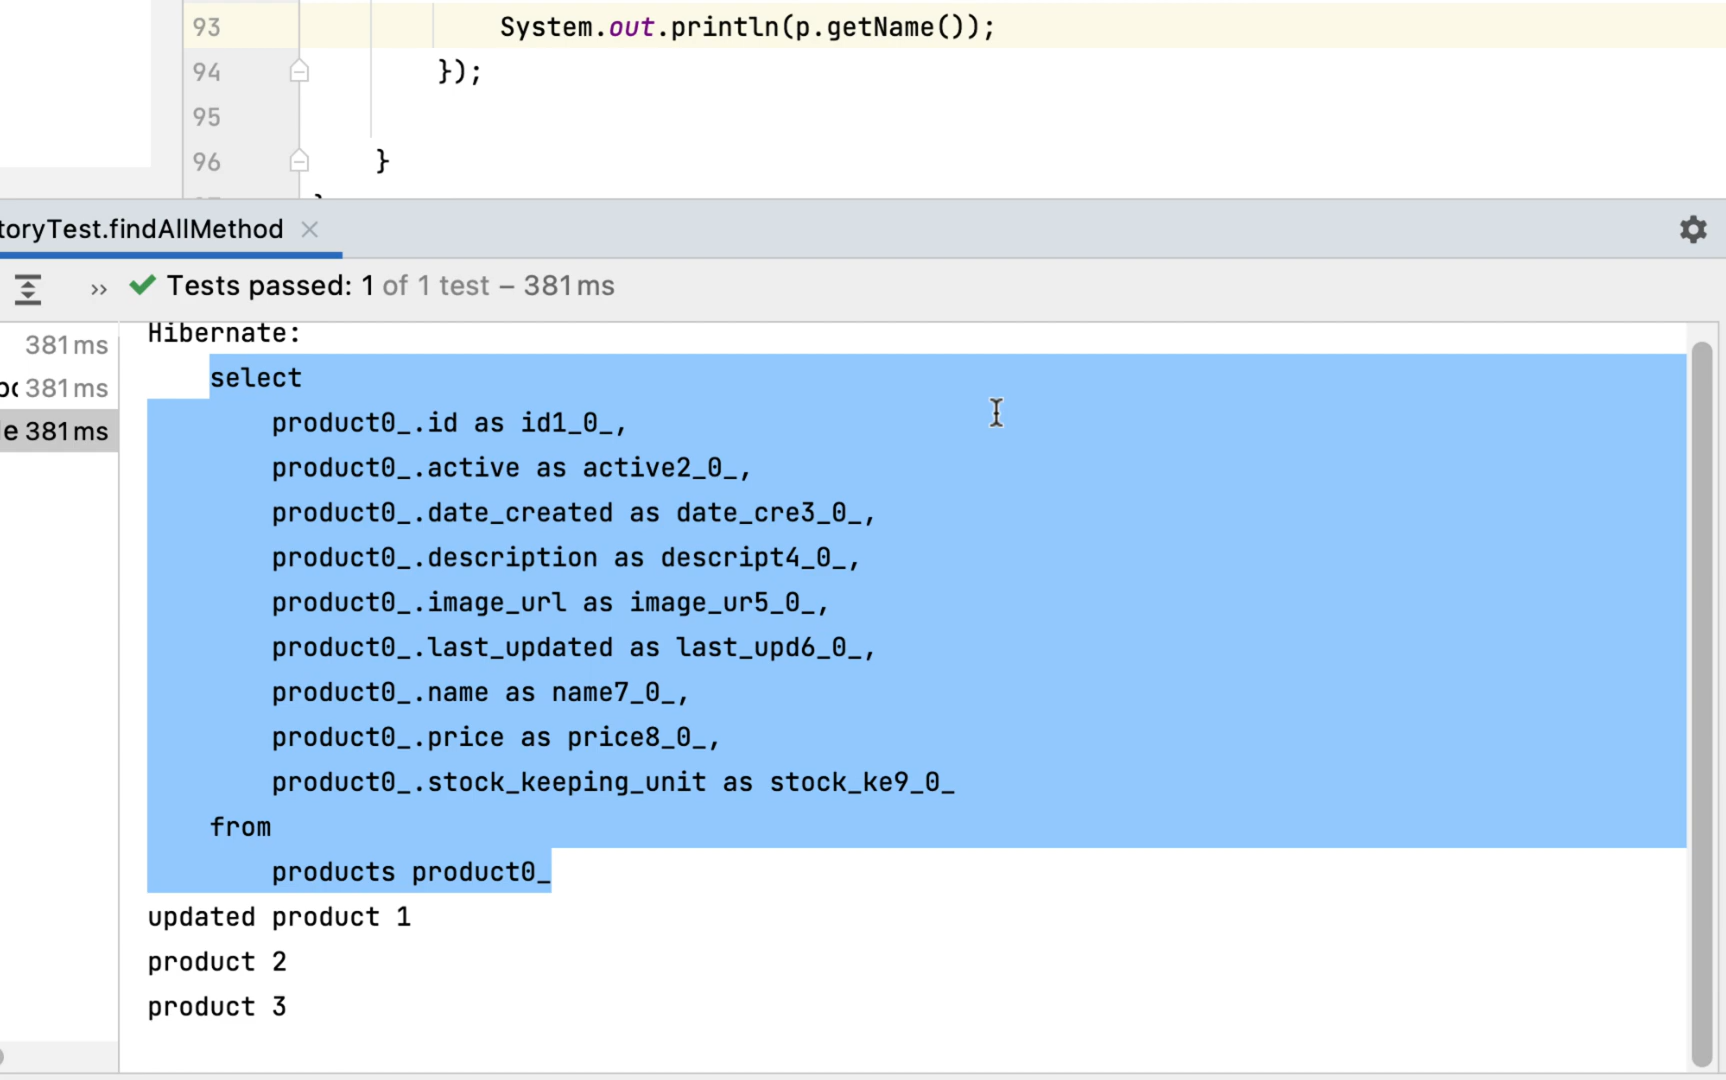 93 System.out.println(p.getName());
94 });
95
96 }
toryTest.findAllMethod
Tests passed: 1 of 1 test – 381 ms
381 ms
381 ms
381 ms
Hibernate:
select
product0_.id as id1_0_,
product0_.active as active2_0_,
product0_.date_created as date_cre3_0_,
product0_.description as descript4_0_,
product0_.image_url as image_ur5_0_,
product0_.last_updated as last_upd6_0_,
product0_.name as name7_0_,
product0_.price as price8_0_,
product0_.stock_keeping_unit as stock_ke9_0_
from
products product0_
updated product 1
product 2
product 3